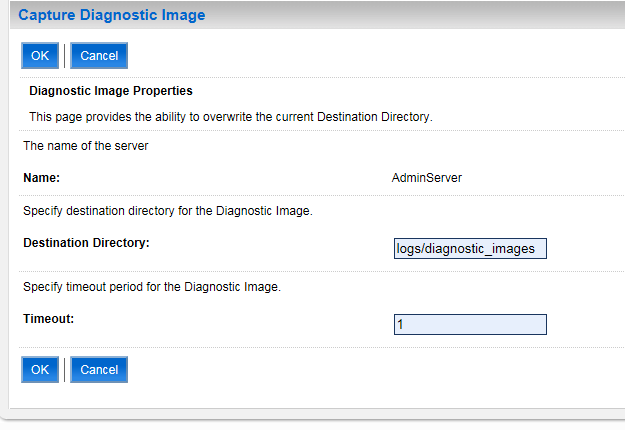 Capture Diagnostic Image
OK Cancel
Diagnostic Image Properties
This page provides the ability to overwrite the current Destination Directory.
The name of the server
Name: AdminServer
Specify destination directory for the Diagnostic Image.
Destination Directory: logs/diagnostic_images
Specify timeout period for the Diagnostic Image.
Timeout: 1
OK Cancel